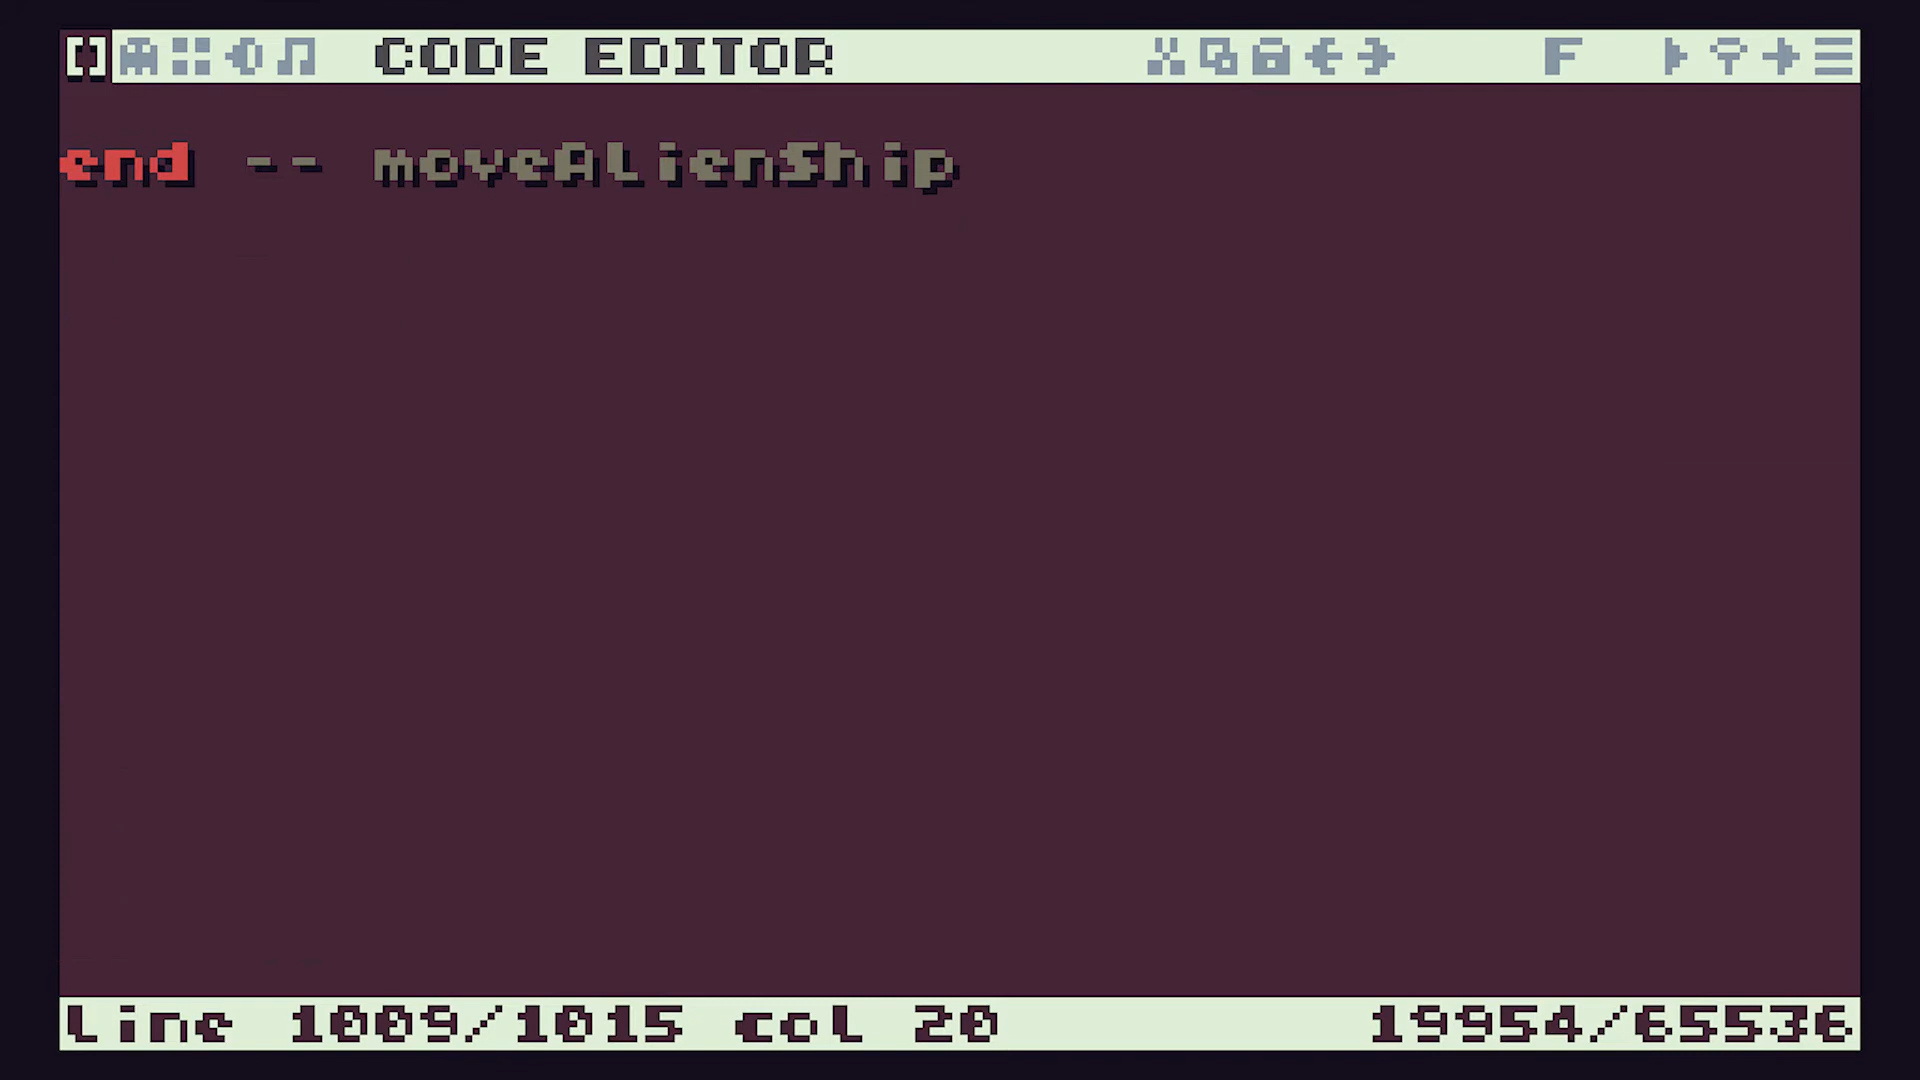 CODE EDITOR F
end -- moveAlienShip
line 1009/1015 col 20 19954/65536